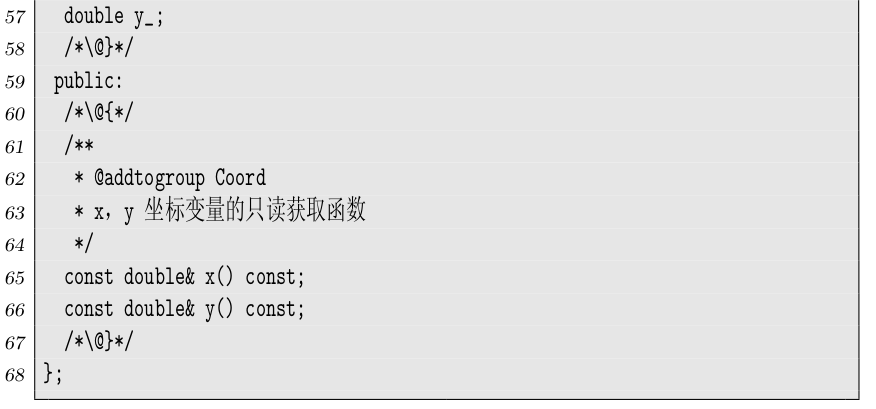 57 double y_;
58 /*\@}*/
59 public:
60 /*\@{*/
61 /**
62 * @addtogroup Coord
63 * x，y 坐标变量的只读获取函数
64 */
65 const double& x() const;
66 const double& y() const;
67 /*\@}*/
68 };